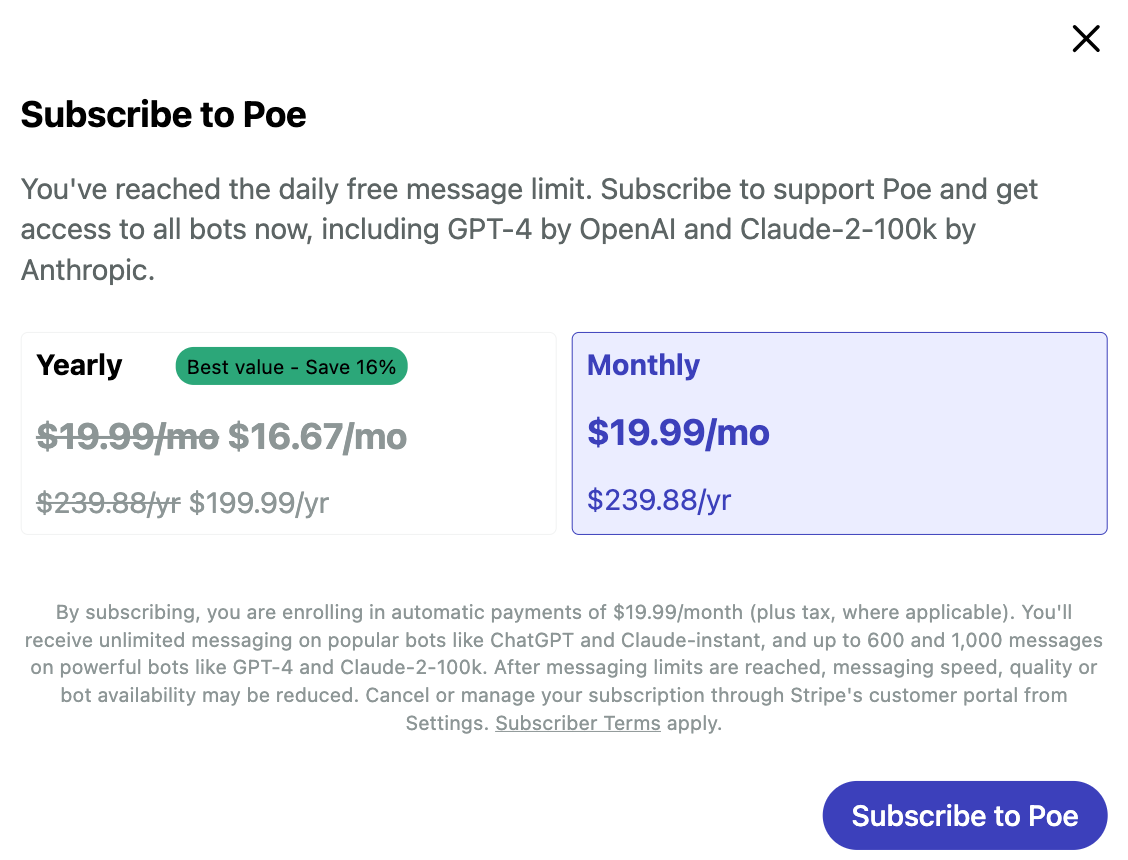 Subscribe to Poe
You've reached the daily free message limit. Subscribe to support Poe and get
access to all bots now, including GPT-4 by OpenAI and Claude-2-100k by
Anthropic.
Yearly Best value - Save 16%
$19.99/mo $16.67/mo
$239.88/yr $199.99/yr
Monthly
$19.99/mo
$239.88/yr
By subscribing, you are enrolling in automatic payments of $19.99/month (plus tax, where applicable). You'll
receive unlimited messaging on popular bots like ChatGPT and Claude-instant, and up to 600 and 1,000 messages
on powerful bots like GPT-4 and Claude-2-100k. After messaging limits are reached, messaging speed, quality or
bot availability may be reduced. Cancel or manage your subscription through Stripe's customer portal from
Settings. Subscriber Terms apply.
Subscribe to Poe